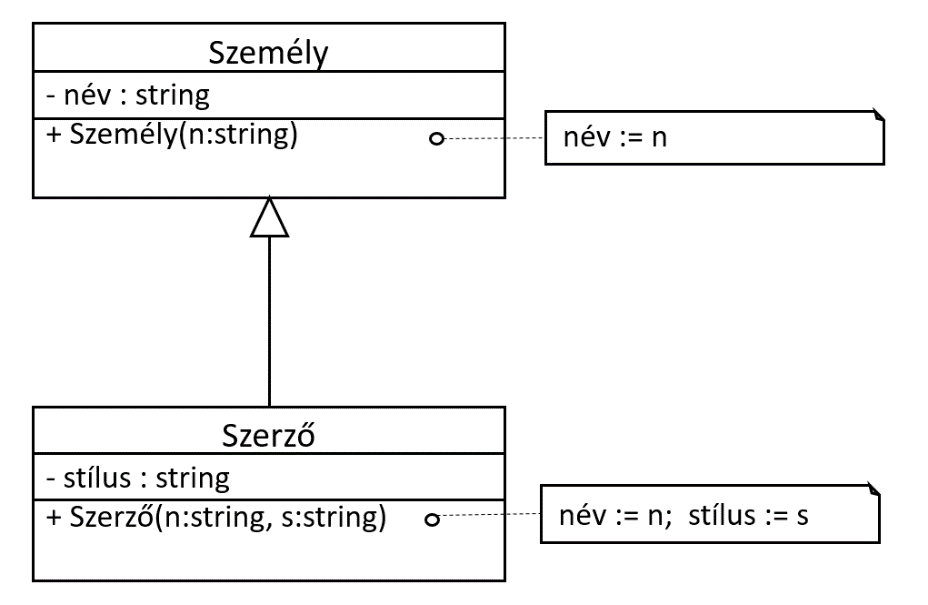 Személy
- név : string
+ Személy(n:string)
név := n
Szerző
- stílus : string
+ Szerző(n:string, s:string)
név := n;  stílus := s